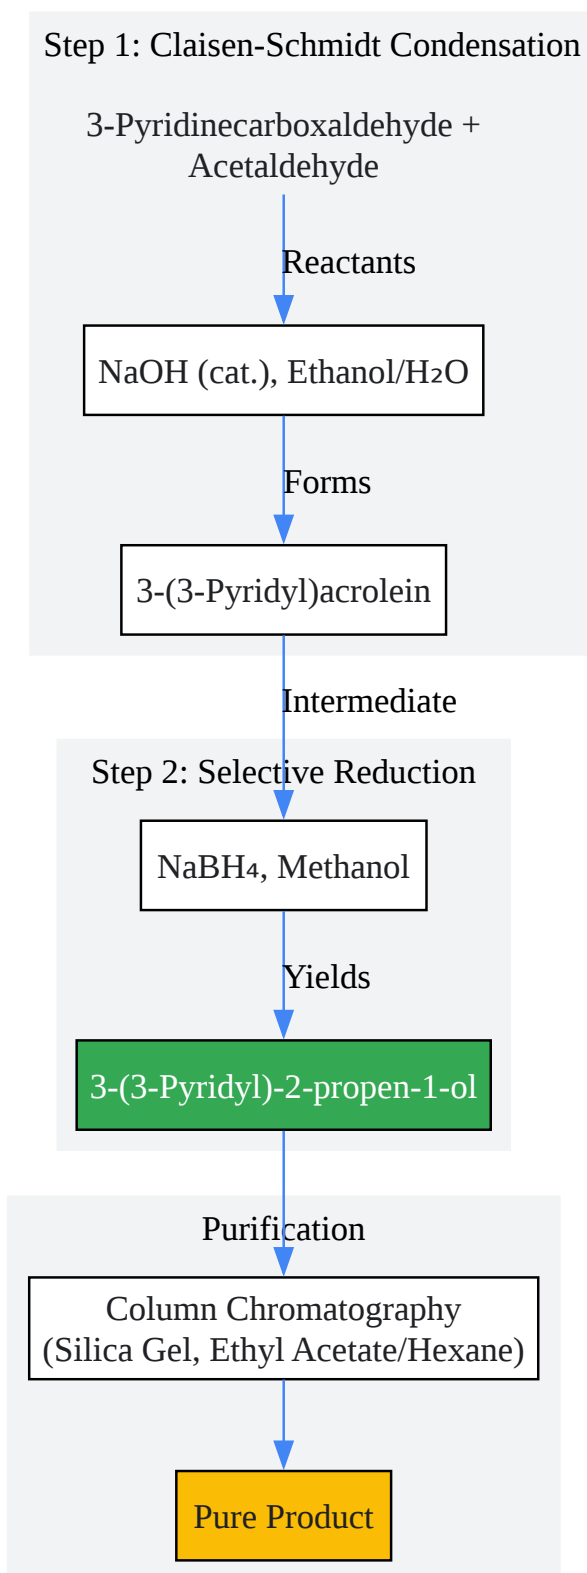 Step 1: Claisen-Schmidt Condensation
3-Pyridinecarboxaldehyde +
Acetaldehyde
Reactants
NaOH (cat.), Ethanol/H₂O
Forms
3-(3-Pyridyl)acrolein
Intermediate
Step 2: Selective Reduction
NaBH₄, Methanol
Yields
3-(3-Pyridyl)-2-propen-1-ol
Purification
Column Chromatography
(Silica Gel, Ethyl Acetate/Hexane)
Pure Product